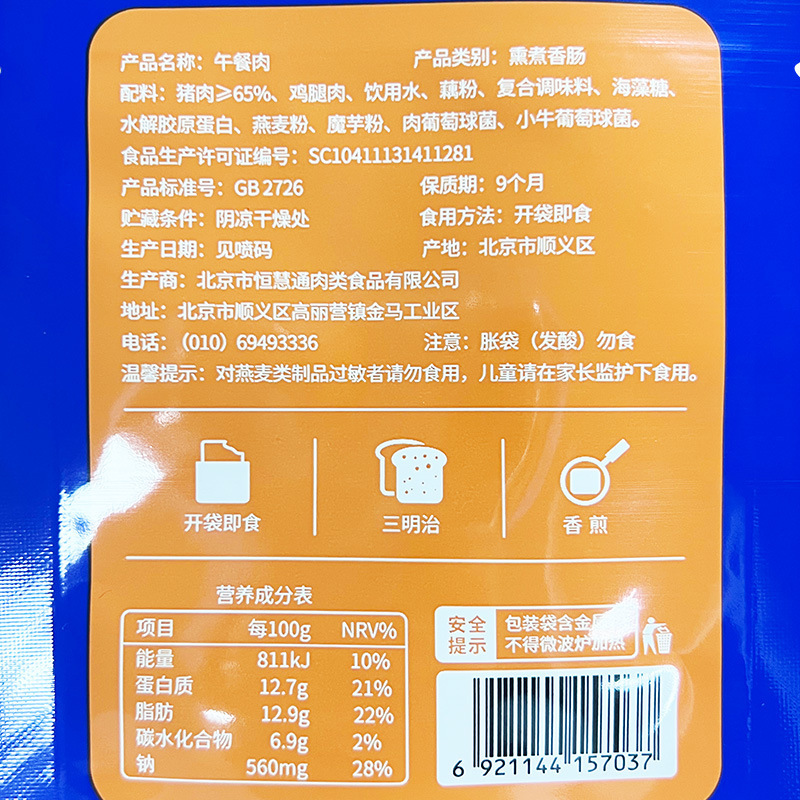 产品名称：午餐肉 产品类别：熏煮香肠
配料：猪肉≥65%、鸡腿肉、饮用水、藕粉、复合调味料、海藻糖、
水解胶原蛋白、燕麦粉、魔芋粉、肉葡萄球菌、小牛葡萄球菌。
食品生产许可证编号：SC10411131411281
产品标准号：GB 2726 保质期：9个月
贮藏条件：阴凉干燥处 食用方法：开袋即食
生产日期：见喷码 产地：北京市顺义区
生产商：北京市恒慧通肉类食品有限公司
地址：北京市顺义区高丽营镇金马工业区
电话：（010）69493336 注意：胀袋（发酸）勿食
温馨提示：对燕麦类制品过敏者请勿食用，儿童请在家长监护下食用。
开袋即食 三明治 香煎
营养成分表
项目 每100g NRV%
能量 811kJ 10%
蛋白质 12.7g 21%
脂肪 12.9g 22%
碳水化合物 6.9g 2%
钠 560mg 28%
安全提示
包装袋含金属
不得微波炉加热
6 921144 157037